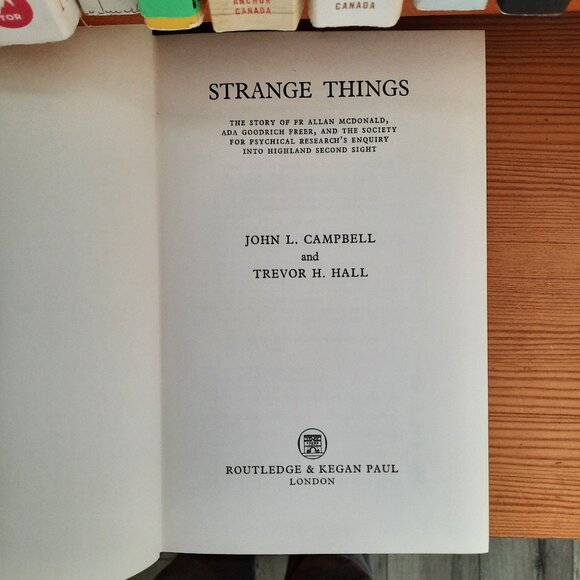 TOR
ANCHOR
CANADA
CANADA
STRANGE THINGS
THE STORY OF FR ALLAN MCDONALD,
ADA GOODRICH FREER, AND THE SOCIETY
FOR PSYCHICAL RESEARCH'S ENQUIRY
INTO HIGHLAND SECOND SIGHT
JOHN L. CAMPBELL
and
TREVOR H. HALL
ROUTLEDGE & KEGAN PAUL
LONDON